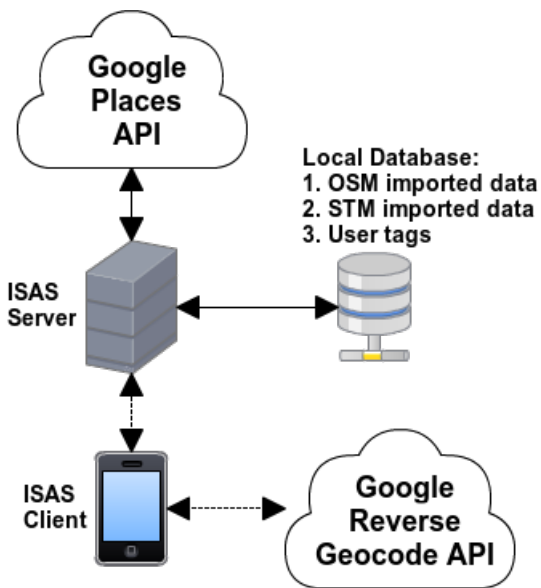 Google
Places
API
Local Database:
1. OSM imported data
2. STM imported data
3. User tags
ISAS
Server
ISAS
Client
Google
Reverse
Geocode API